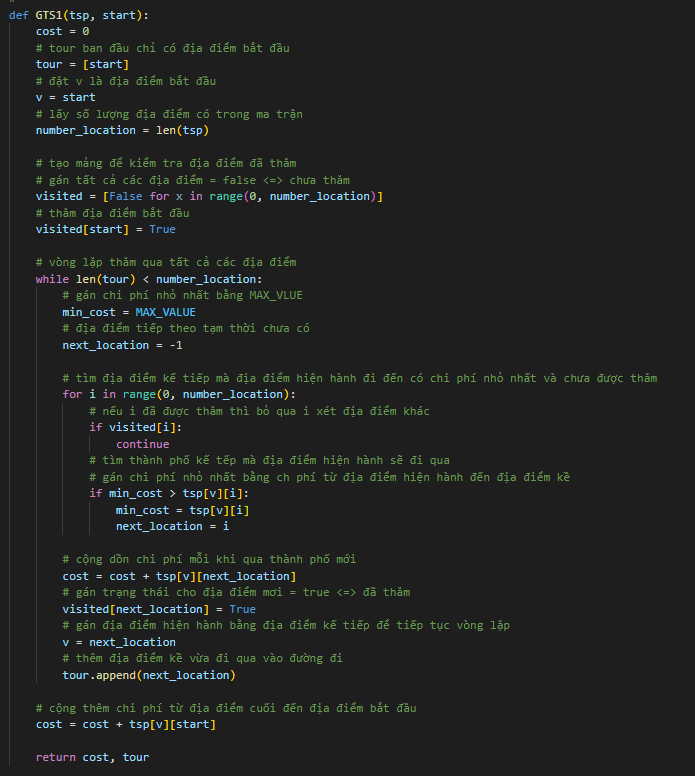 def GTS1(tsp, start):
cost = 0
# tour ban đầu chỉ có địa điểm bắt đầu
tour = [start]
# đặt v là địa điểm bắt đầu
v = start
# lấy số lượng địa điểm có trong ma trận
number_location = len(tsp)
# tạo mảng để kiểm tra địa điểm đã thăm
# gán tất cả các địa điểm = false <=> chưa thăm
visited = [False for x in range(0, number_location)]
# thăm địa điểm bắt đầu
visited[start] = True
# vòng lặp thăm qua tất cả các địa điểm
while len(tour) < number_location:
# gán chi phí nhỏ nhất bằng MAX_VLUE
min_cost = MAX_VALUE
# địa điểm tiếp theo tạm thời chưa có
next_location = -1
# tìm địa điểm kế tiếp mà địa điểm hiện hành đi đến có chi phí nhỏ nhất và chưa được thăm
for i in range(0, number_location):
# nếu i đã được thăm thì bỏ qua i xét địa điểm khác
if visited[i]:
continue
# tìm thành phố kế tếp mà địa điểm hiện hành sẽ đi qua
# gán chi phí nhỏ nhất bằng ch phí từ địa điểm hiện hành đến địa điểm kề
if min_cost > tsp[v][i]:
min_cost = tsp[v][i]
next_location = i
# cộng dồn chi phí mỗi khi qua thành phố mới
cost = cost + tsp[v][next_location]
# gán trạng thái cho địa điểm mơi = true <=> đã thăm
visited[next_location] = True
# gán địa điểm hiện hành bằng địa điểm kế tiếp để tiếp tục vòng lặp
v = next_location
# thêm địa điểm kề vừa đi qua vào đường đi
tour.append(next_location)
# cộng thêm chi phí từ địa điểm cuối đến địa điểm bắt đầu
cost = cost + tsp[v][start]
return cost, tour